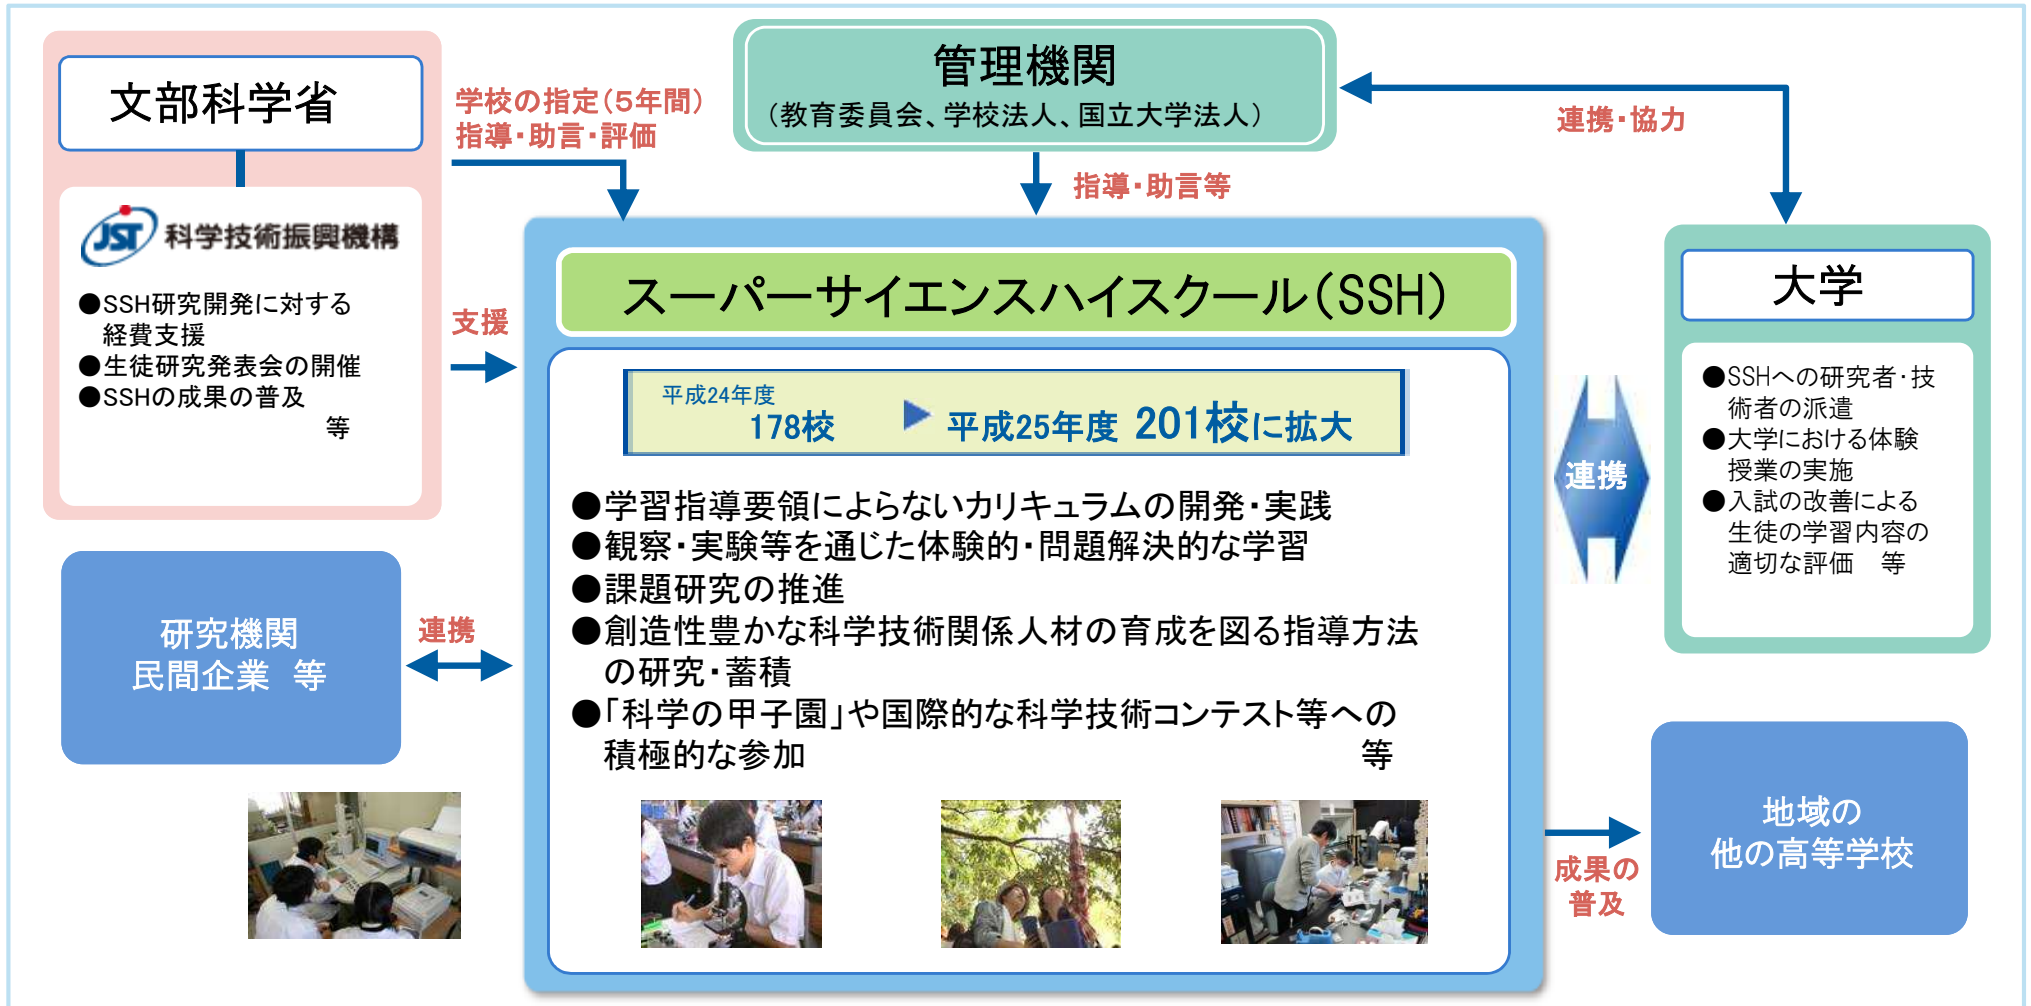 文部科学省
JST 科学技術振興機構
●SSH研究開発に対する
経費支援
●生徒研究発表会の開催
●SSHの成果の普及
等
学校の指定(5年間)
指導・助言・評価
支援
管理機関
(教育委員会、学校法人、国立大学法人)
指導・助言等
連携・協力
スーパーサイエンスハイスクール(SSH)
平成24年度
178校 ▶ 平成25年度 201校に拡大
●学習指導要領によらないカリキュラムの開発・実践
●観察・実験等を通じた体験的・問題解決的な学習
●課題研究の推進
●創造性豊かな科学技術関係人材の育成を図る指導方法
の研究・蓄積
●「科学の甲子園」や国際的な科学技術コンテスト等への
積極的な参加 等
連携
大学
●SSHへの研究者・技
術者の派遣
●大学における体験
授業の実施
●入試の改善による
生徒の学習内容の
適切な評価 等
研究機関
民間企業 等
連携
成果の
普及
地域の
他の高等学校